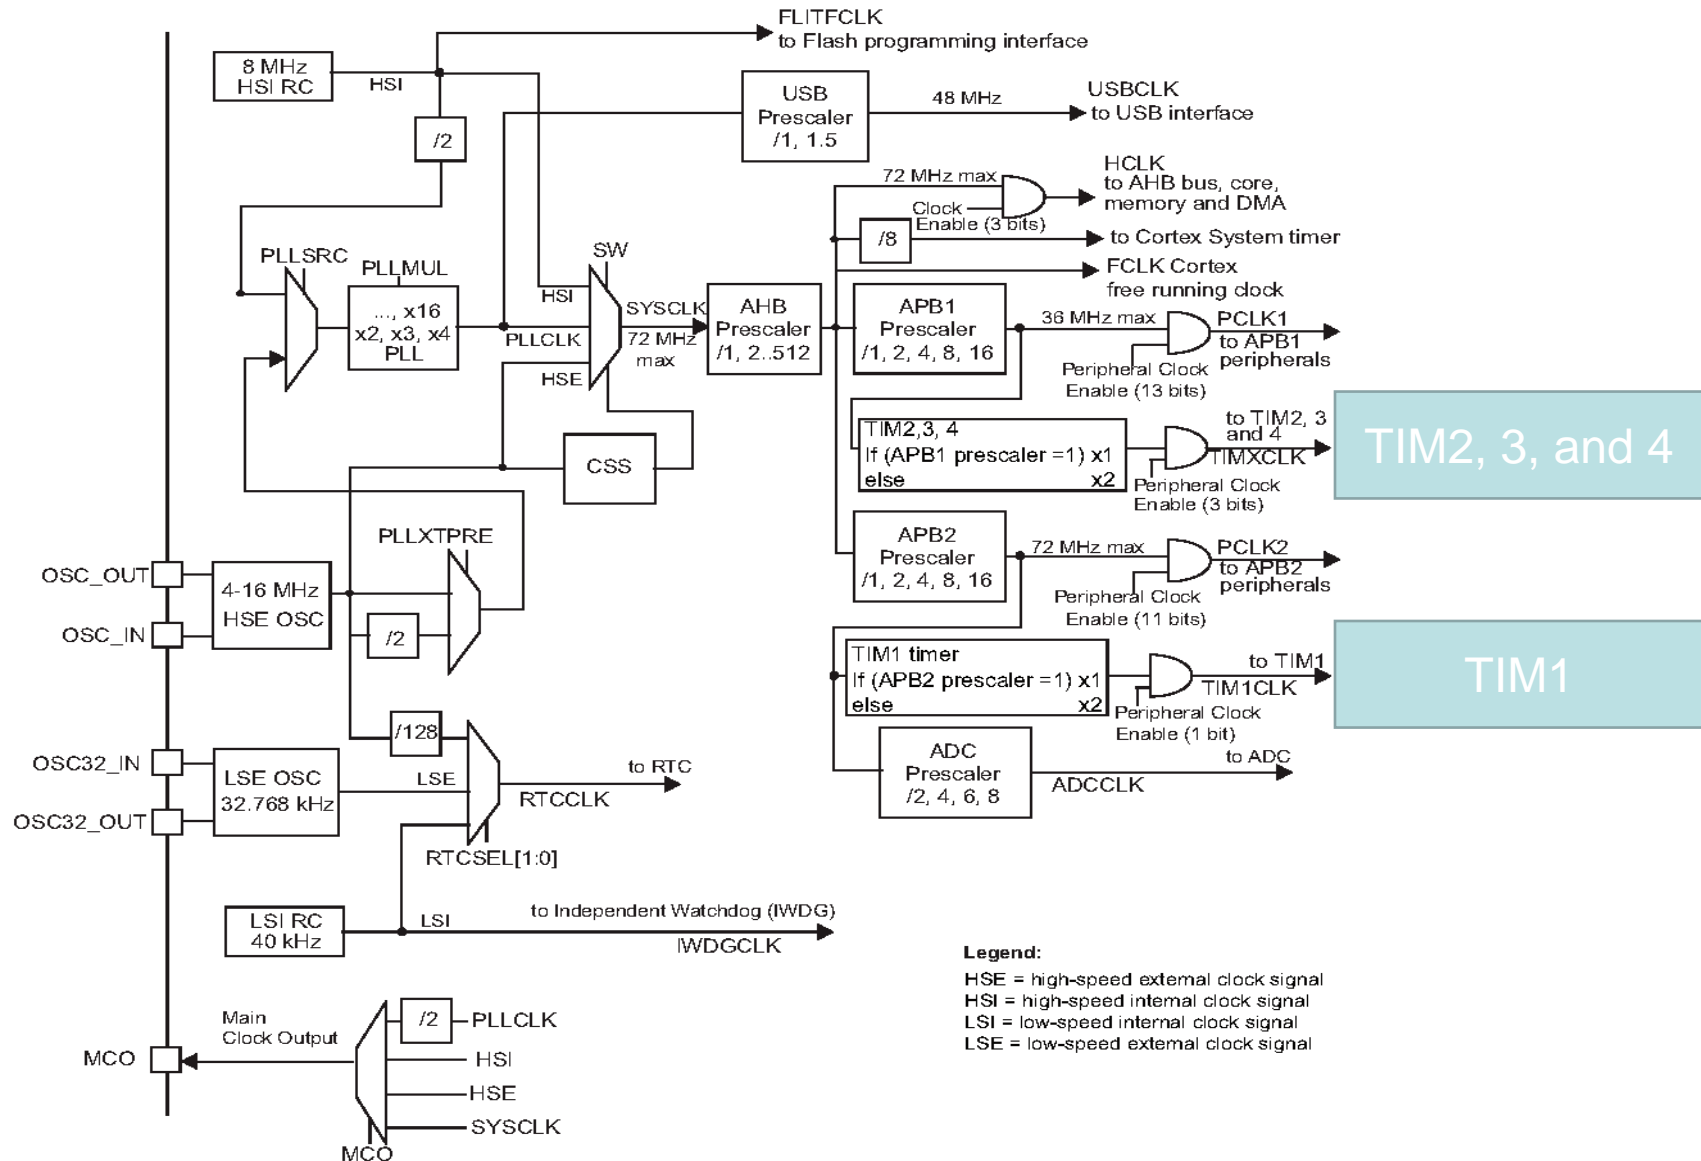 FLITFCLK
to Flash programming interface
8 MHz
HSI RC
HSI
/2
USB
Prescaler
/1, 1.5
48 MHz
USBCLK
to USB interface
72 MHz max
Clock
Enable (3 bits)
HCLK
to AHB bus, core,
memory and DMA
/8
to Cortex System timer
FCLK Cortex
free running clock
PLLSRC
PLLMUL
..., x16
x2, x3, x4
PLL
SW
HSI
PLLCLK
HSE
SYSCLK
72 MHz
max
AHB
Prescaler
/1, 2..512
APB1
Prescaler
/1, 2, 4, 8, 16
36 MHz max
PCLK1
to APB1
peripherals
Peripheral Clock
Enable (13 bits)
CSS
TIM2,3, 4
If (APB1 prescaler =1) x1
else x2
to TIM2, 3
and 4
TIMXCLK
Peripheral Clock
Enable (3 bits)
TIM2, 3, and 4
PLLXTPRE
OSC_OUT
OSC_IN
4-16 MHz
HSE OSC
/2
APB2
Prescaler
/1, 2, 4, 8, 16
72 MHz max
PCLK2
to APB2
peripherals
Peripheral Clock
Enable (11 bits)
TIM1 timer
If (APB2 prescaler =1) x1
else x2
to TIM1
TIM1CLK
Peripheral Clock
Enable (1 bit)
TIM1
/128
OSC32_IN
OSC32_OUT
LSE OSC
32.768 kHz
LSE
to RTC
RTCCLK
RTCSEL[1:0]
ADC
Prescaler
/2, 4, 6, 8
to ADC
ADCCLK
LSI RC
40 kHz
LSI
to Independent Watchdog (IWDG)
IWDGCLK
Legend:
HSE = high-speed external clock signal
HSI = high-speed internal clock signal
LSI = low-speed internal clock signal
LSE = low-speed external clock signal
Main
Clock Output
MCO
/2
PLLCLK
HSI
HSE
SYSCLK
MCO